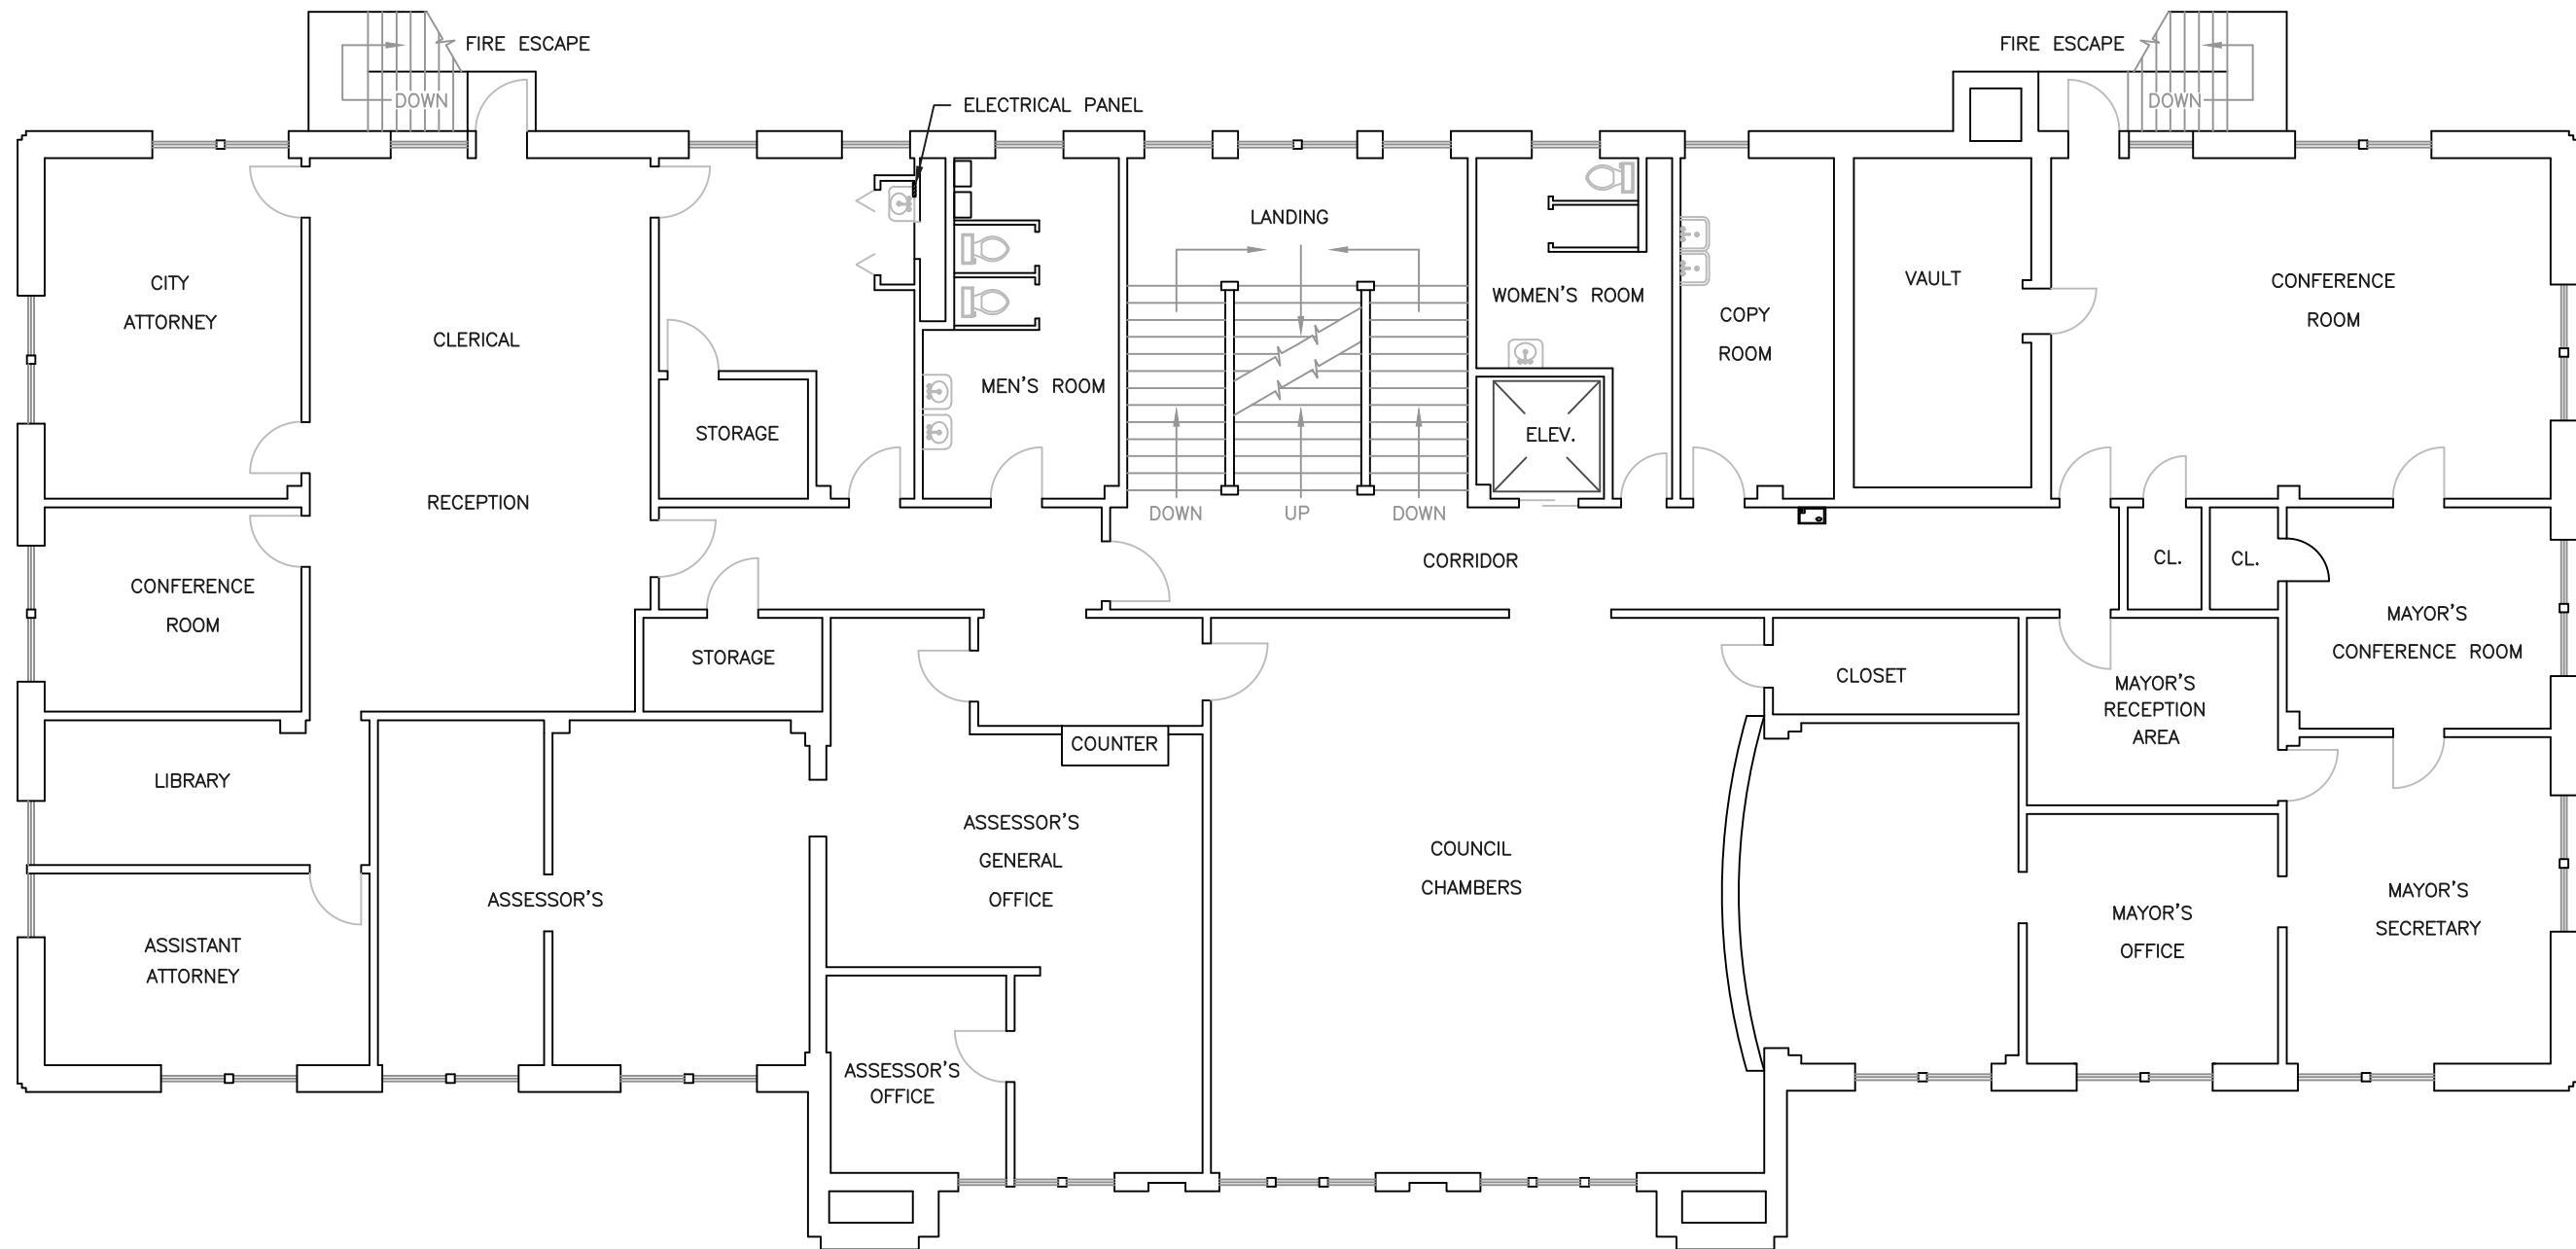 FIRE ESCAPE
FIRE ESCAPE
DOWN
DOWN
ELECTRICAL PANEL
LANDING
CITY
ATTORNEY
CLERICAL
WOMEN'S ROOM
VAULT
CONFERENCE
ROOM
COPY
ROOM
MEN'S ROOM
STORAGE
ELEV.
RECEPTION
DOWN
UP
DOWN
CORRIDOR
CL.
CL.
CONFERENCE
ROOM
MAYOR'S
CONFERENCE ROOM
STORAGE
CLOSET
MAYOR'S
RECEPTION
AREA
COUNTER
LIBRARY
ASSESSOR'S
GENERAL
OFFICE
COUNCIL
CHAMBERS
ASSESSOR'S
MAYOR'S
OFFICE
MAYOR'S
SECRETARY
ASSISTANT
ATTORNEY
ASSESSOR'S
OFFICE